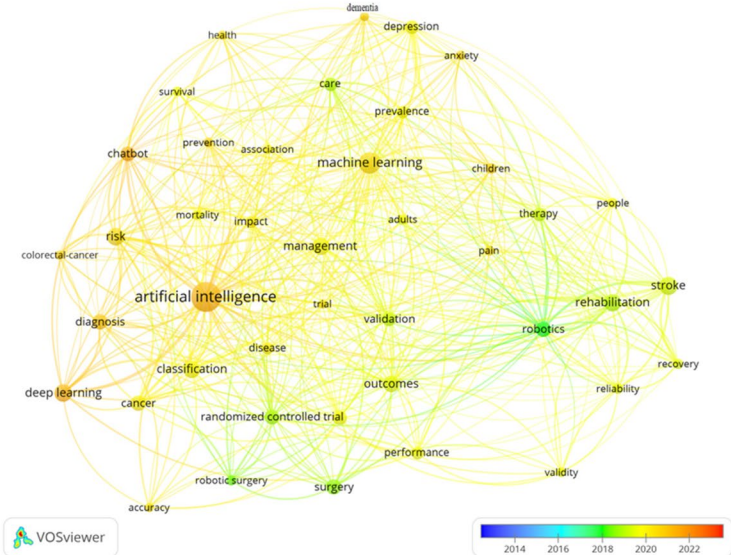 dementia
depression
health
anxiety
care
survival
prevalence
prevention
association
chatbot
machine learning
children
mortality
impact
adults
therapy
people
risk
management
pain
colorectal-cancer
artificial intelligence
trial
stroke
rehabilitation
diagnosis
validation
robotics
disease
classification
recovery
deep learning
outcomes
reliability
cancer
randomized controlled trial
performance
validity
robotic surgery
surgery
accuracy
VOSviewer
2014 2016 2018 2020 2022